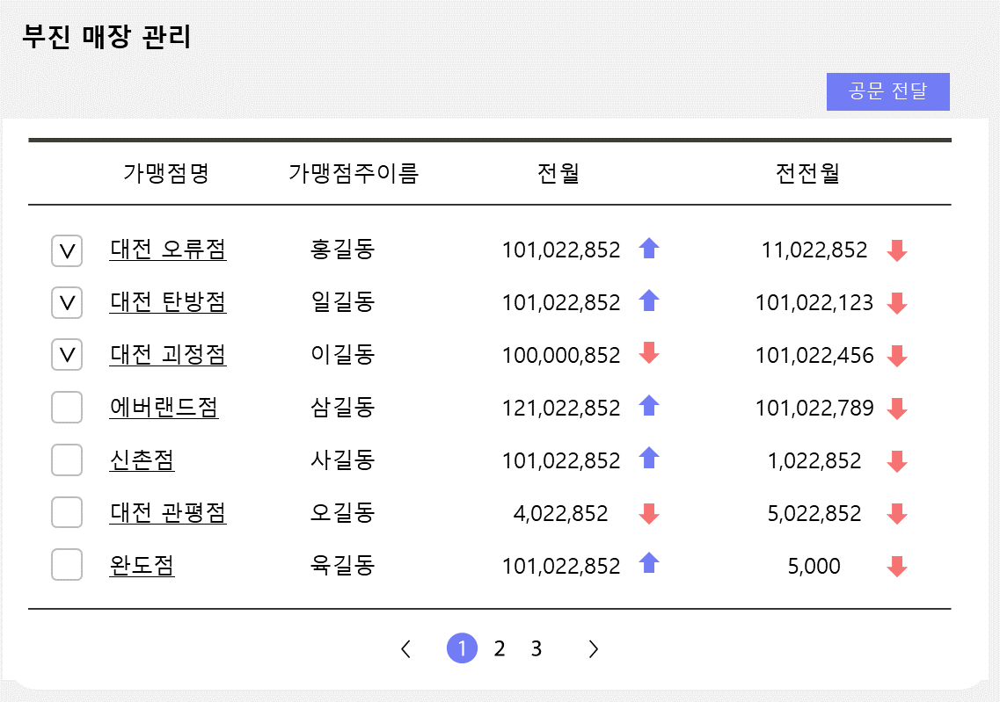 부진 매장 관리
공문 전달
가맹점명 가맹점주이름 전월 전전월
V 대전 오류점 홍길동 101,022,852 11,022,852
V 대전 탄방점 일길동 101,022,852 101,022,123
V 대전 괴정점 이길동 100,000,852 101,022,456
에버랜드점 삼길동 121,022,852 101,022,789
신촌점 사길동 101,022,852 1,022,852
대전 관평점 오길동 4,022,852 5,022,852
완도점 육길동 101,022,852 5,000
< 1 2 3 >